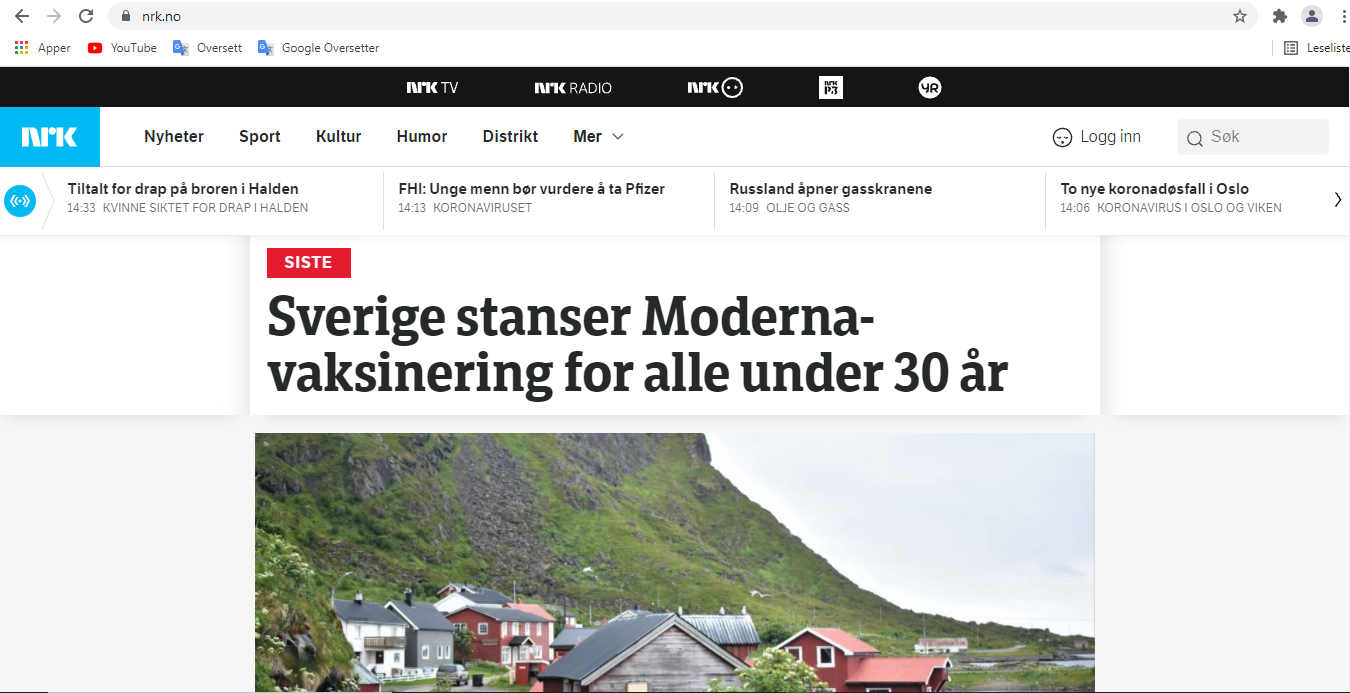 nrk.no
Apper YouTube Oversett Google Oversetter Leseliste
nrk TV nrk RADIO nrk nrk P3 YR
nrk Nyheter Sport Kultur Humor Distrikt Mer Logg inn Søk
Tiltalt for drap på broren i Halden
14:33 KVINNE SIKTET FOR DRAP I HALDEN
FHI: Unge menn bør vurdere å ta Pfizer
14:13 KORONAVIRUSET
Russland åpner gasskranene
14:09 OLJE OG GASS
To nye koronadøsfall i Oslo
14:06 KORONAVIRUS I OSLO OG VIKEN
SISTE
Sverige stanser Moderna-
vaksinering for alle under 30 år